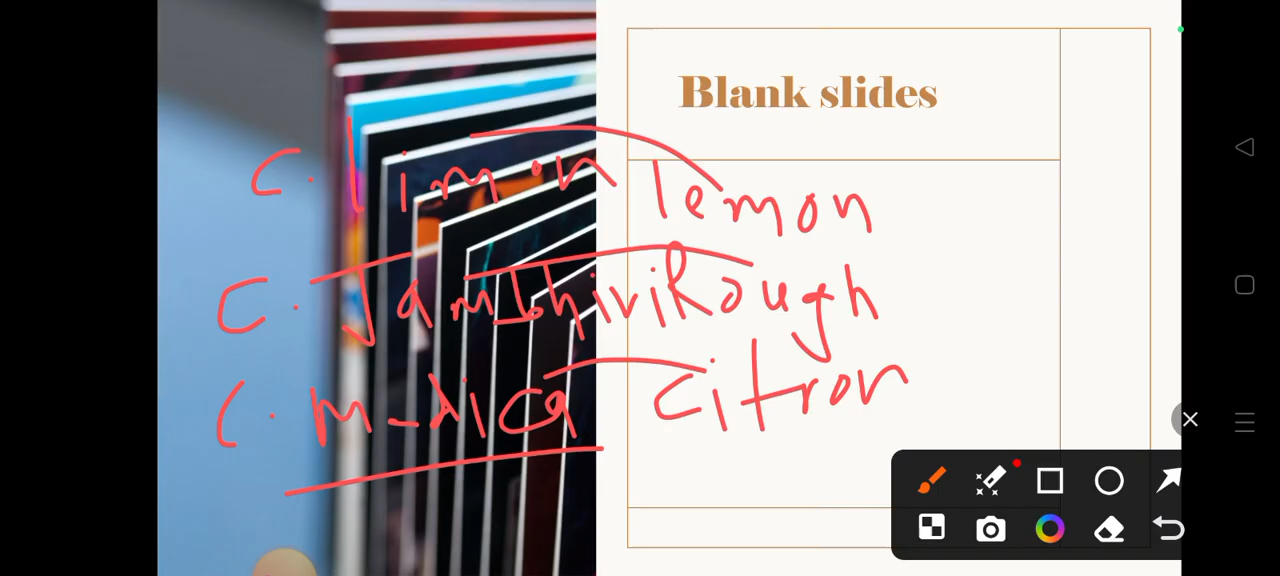 Blank slides
C. limon lemon
C. Jambhiri Rough
C. medica citron